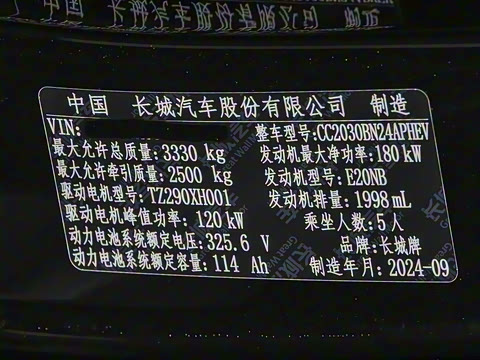 中国 长城汽车股份有限公司 制造
VIN: 整车型号:CC2030BN24APHEV
最大允许总质量:3330 kg 发动机最大净功率:180 kW
最大允许牵引质量:2500 kg 发动机型号:E20NB
驱动电机型号:TZ290XH001 发动机排量:1998 mL
驱动电机峰值功率:120 kW 乘坐人数:5人
动力电池系统额定电压:325.6 V 品牌:长城牌
动力电池系统额定容量:114 Ah 制造年月:2024-09